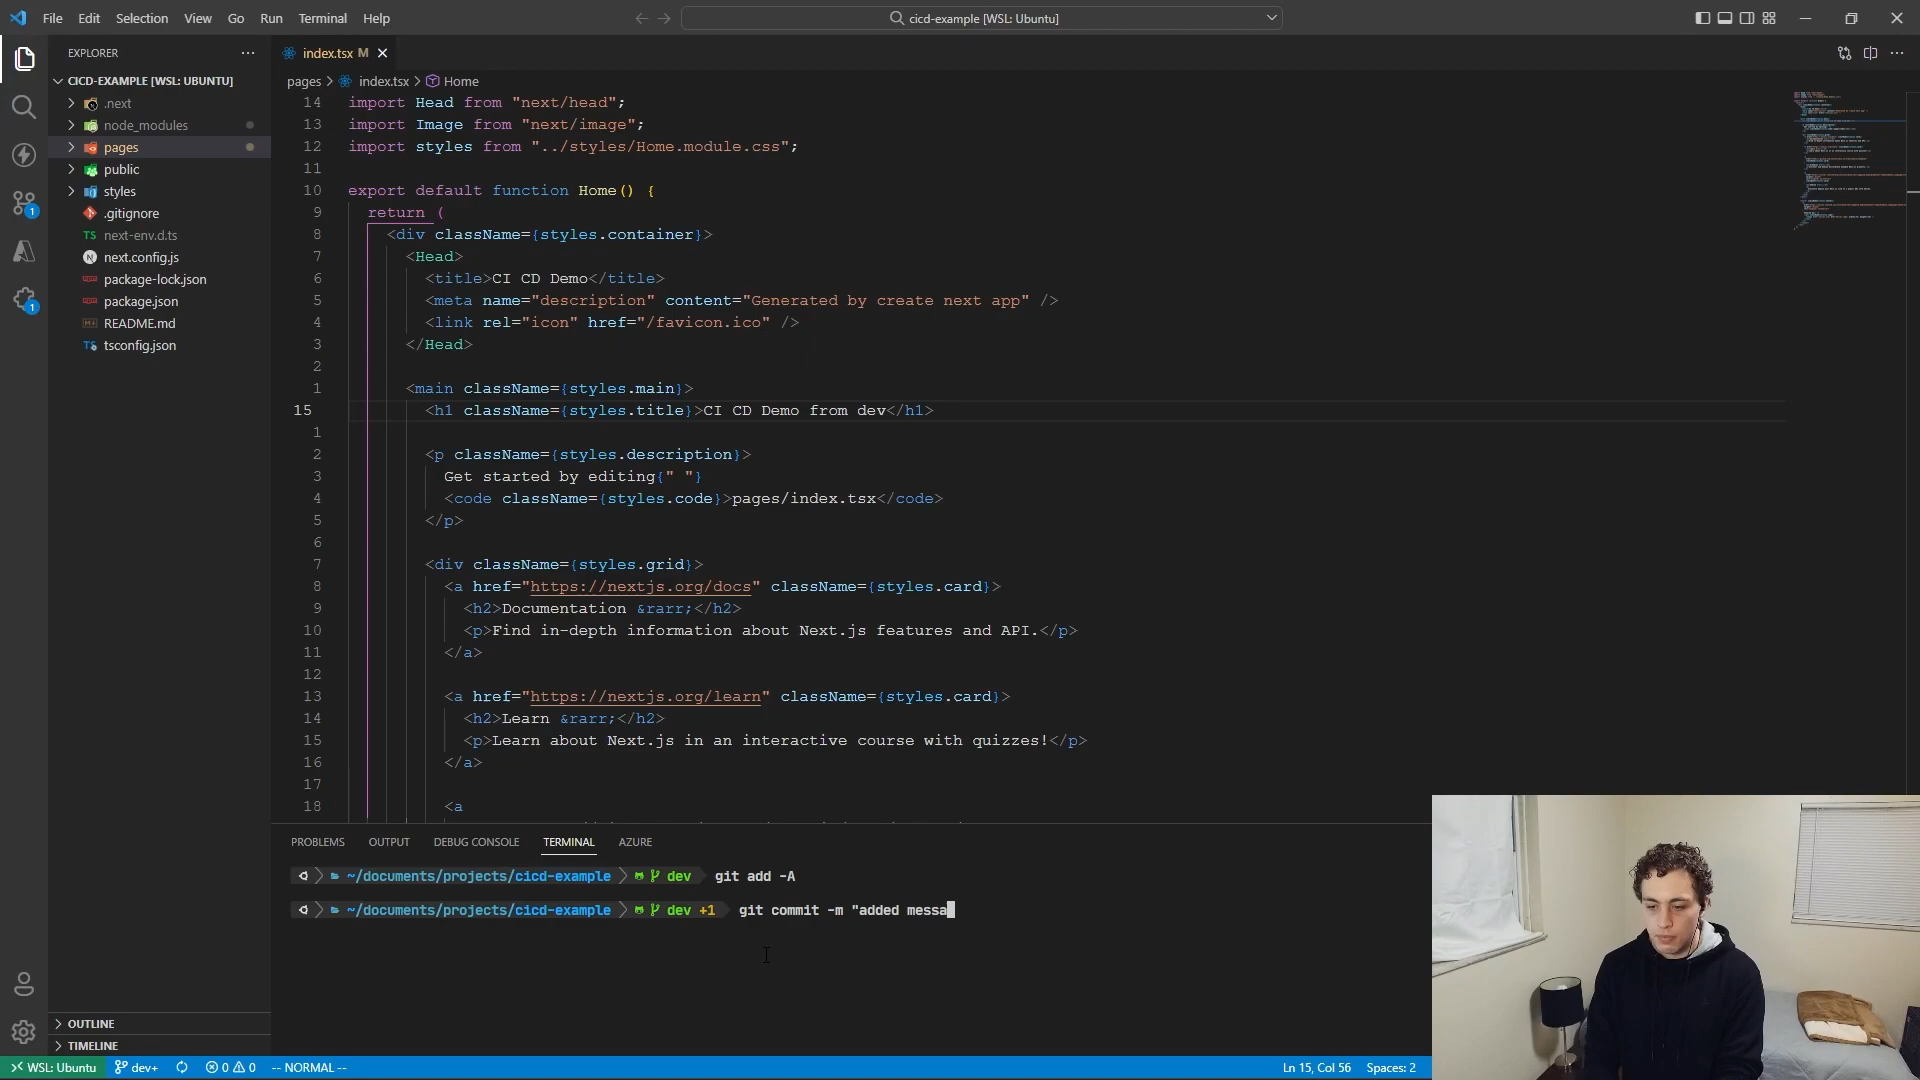 File Edit Selection View Go Run Terminal Help
cicd-example [WSL: Ubuntu]
EXPLORER
CICD-EXAMPLE [WSL: UBUNTU]
.next
node_modules
pages
public
styles
.gitignore
TS next-env.d.ts
N next.config.js
package-lock.json
package.json
README.md
TS tsconfig.json
OUTLINE
TIMELINE
1
1
index.tsx M
pages > index.tsx > Home
14 import Head from "next/head";
13 import Image from "next/image";
12 import styles from "../styles/Home.module.css";
11
10 export default function Home() {
9 return (
8 <div className={styles.container}>
7 <Head>
6 <title>CI CD Demo</title>
5 <meta name="description" content="Generated by create next app" />
4 <link rel="icon" href="/favicon.ico" />
3 </Head>
2
1 <main className={styles.main}>
15 <h1 className={styles.title}>CI CD Demo from dev</h1>
1
2 <p className={styles.description}>
3 Get started by editing{" "}
4 <code className={styles.code}>pages/index.tsx</code>
5 </p>
6
7 <div className={styles.grid}>
8 <a href="https://nextjs.org/docs" className={styles.card}>
9 <h2>Documentation &rarr;</h2>
10 <p>Find in-depth information about Next.js features and API.</p>
11 </a>
12
13 <a href="https://nextjs.org/learn" className={styles.card}>
14 <h2>Learn &rarr;</h2>
15 <p>Learn about Next.js in an interactive course with quizzes!</p>
16 </a>
17
18 <a
PROBLEMS OUTPUT DEBUG CONSOLE TERMINAL AZURE
~/documents/projects/cicd-example dev git add -A
~/documents/projects/cicd-example dev +1 git commit -m "added messa
WSL: Ubuntu dev+ 0 0 -- NORMAL -- Ln 15, Col 56 Spaces: 2